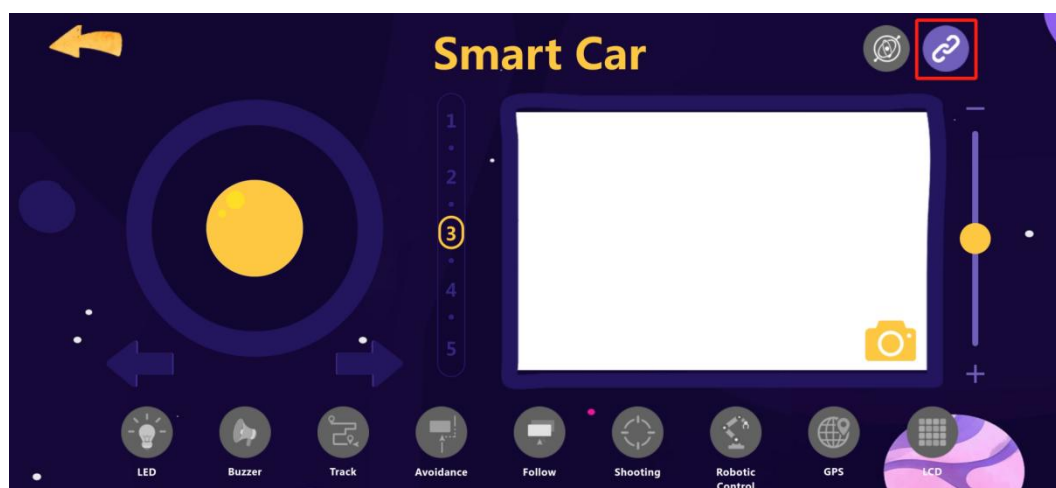 Smart Car
1
2
3
4
5
LED
Buzzer
Track
Avoidance
Follow
Shooting
Robotic
Control
GPS
LCD